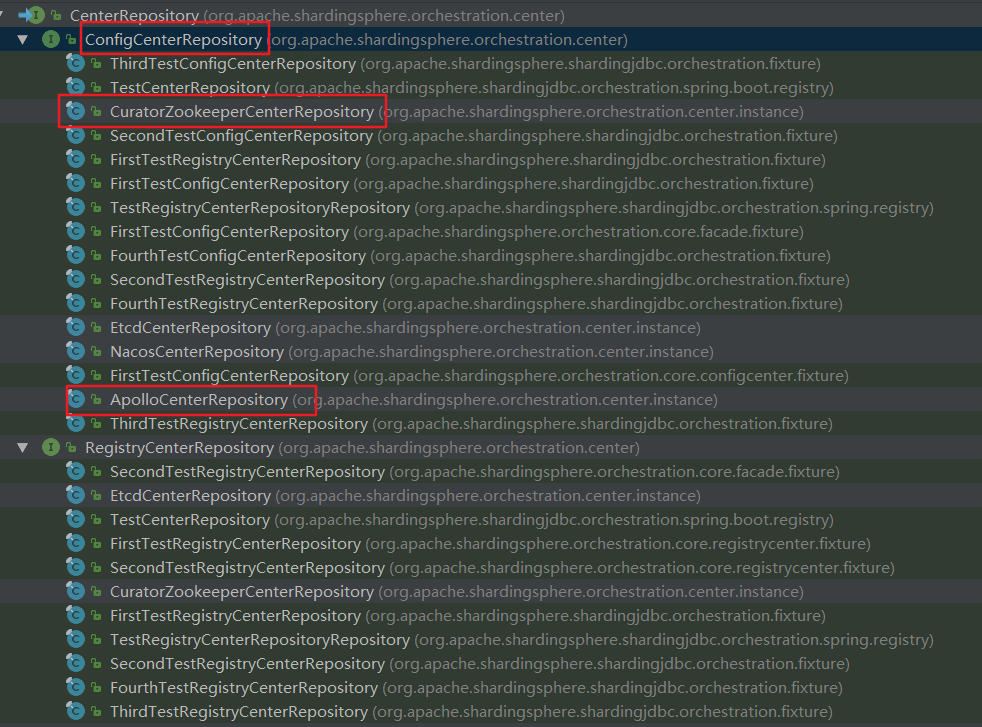 CenterRepository (org.apache.shardingsphere.orchestration.center)
ConfigCenterRepository (org.apache.shardingsphere.orchestration.center)
ThirdTestConfigCenterRepository (org.apache.shardingsphere.shardingjdbc.orchestration.fixture)
TestCenterRepository (org.apache.shardingsphere.shardingjdbc.orchestration.spring.boot.registry)
CuratorZookeeperCenterRepository (org.apache.shardingsphere.orchestration.center.instance)
SecondTestConfigCenterRepository (org.apache.shardingsphere.shardingjdbc.orchestration.fixture)
FirstTestRegistryCenterRepository (org.apache.shardingsphere.shardingjdbc.orchestration.fixture)
FirstTestConfigCenterRepository (org.apache.shardingsphere.shardingjdbc.orchestration.fixture)
TestRegistryCenterRepositoryRepository (org.apache.shardingsphere.shardingjdbc.orchestration.spring.registry)
FirstTestConfigCenterRepository (org.apache.shardingsphere.orchestration.core.facade.fixture)
FourthTestConfigCenterRepository (org.apache.shardingsphere.shardingjdbc.orchestration.fixture)
SecondTestRegistryCenterRepository (org.apache.shardingsphere.shardingjdbc.orchestration.fixture)
FourthTestRegistryCenterRepository (org.apache.shardingsphere.shardingjdbc.orchestration.fixture)
EtcdCenterRepository (org.apache.shardingsphere.orchestration.center.instance)
NacosCenterRepository (org.apache.shardingsphere.orchestration.center.instance)
FirstTestConfigCenterRepository (org.apache.shardingsphere.orchestration.core.configcenter.fixture)
ApolloCenterRepository (org.apache.shardingsphere.orchestration.center.instance)
ThirdTestRegistryCenterRepository (org.apache.shardingsphere.shardingjdbc.orchestration.fixture)
RegistryCenterRepository (org.apache.shardingsphere.orchestration.center)
SecondTestRegistryCenterRepository (org.apache.shardingsphere.orchestration.core.facade.fixture)
EtcdCenterRepository (org.apache.shardingsphere.orchestration.center.instance)
TestCenterRepository (org.apache.shardingsphere.shardingjdbc.orchestration.spring.boot.registry)
FirstTestRegistryCenterRepository (org.apache.shardingsphere.orchestration.core.registrycenter.fixture)
SecondTestRegistryCenterRepository (org.apache.shardingsphere.orchestration.core.registrycenter.fixture)
CuratorZookeeperCenterRepository (org.apache.shardingsphere.orchestration.center.instance)
FirstTestRegistryCenterRepository (org.apache.shardingsphere.shardingjdbc.orchestration.fixture)
TestRegistryCenterRepositoryRepository (org.apache.shardingsphere.shardingjdbc.orchestration.spring.registry)
SecondTestRegistryCenterRepository (org.apache.shardingsphere.shardingjdbc.orchestration.fixture)
FourthTestRegistryCenterRepository (org.apache.shardingsphere.shardingjdbc.orchestration.fixture)
ThirdTestRegistryCenterRepository (org.apache.shardingsphere.shardingjdbc.orchestration.fixture)